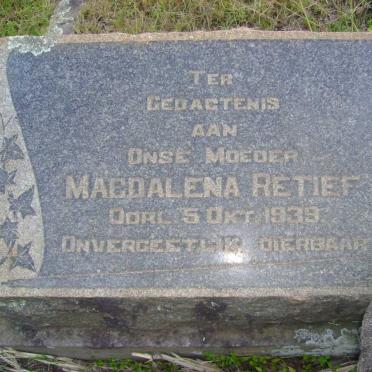 TER
GEDACTENIS
AAN
ONSE MOEDER
MAGDALENA RETIEF
OORL. 5 OKT. 1939.
ONVERGEETLIK DIERBAAR